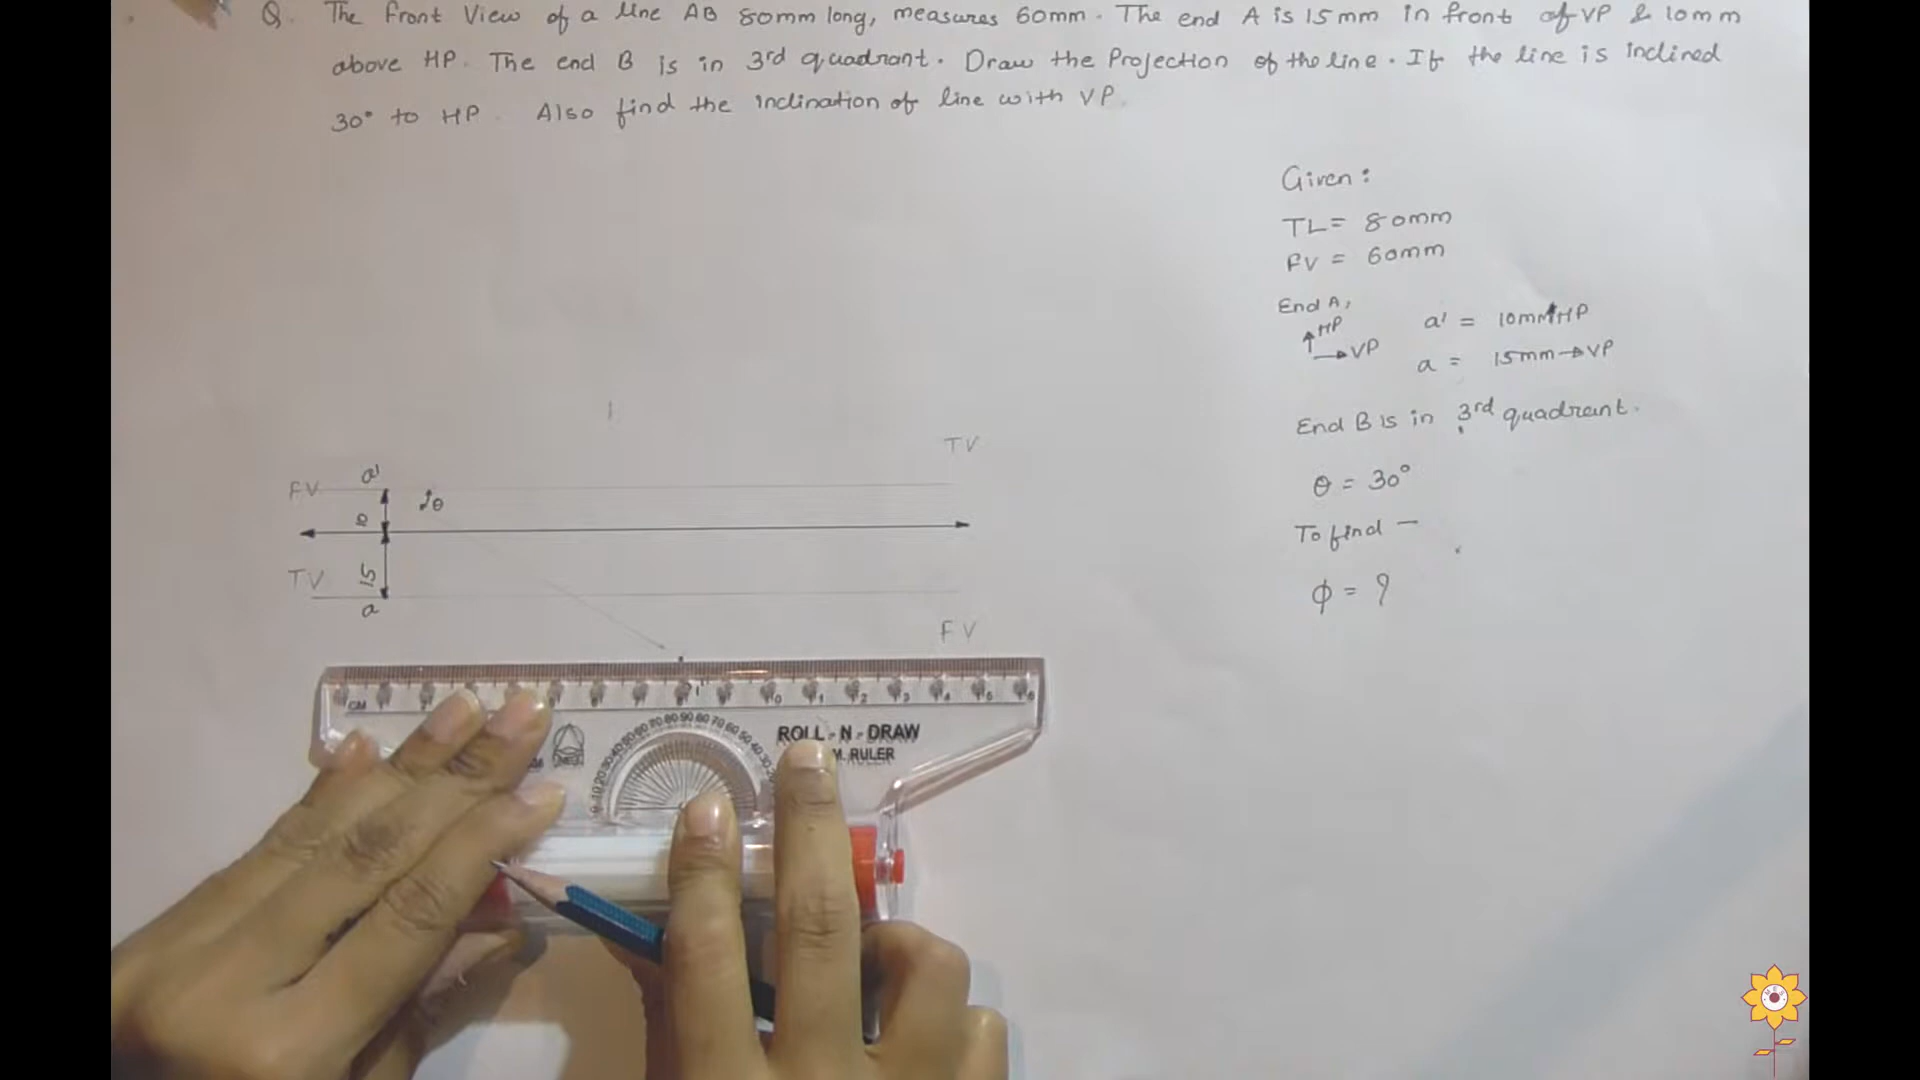 Q. The Front View of a line AB 80mm long, measures 60mm. The end A is 15mm in front of VP & 10mm
above HP. The end B is in 3rd quadrant. Draw the Projection of the line. If the line is inclined
30° to HP. Also find the inclination of line with VP.
Given:
TL = 80mm
FV = 60mm
End A,
↑HP
→VP
a' = 10mm↑HP
a = 15mm→VP
End B is in 3rd quadrant.
θ = 30°
To find —
φ = ?
TV
FV
a'
θ
TV
15
a
FV
CM
ROLL-N-DRAW
RULER